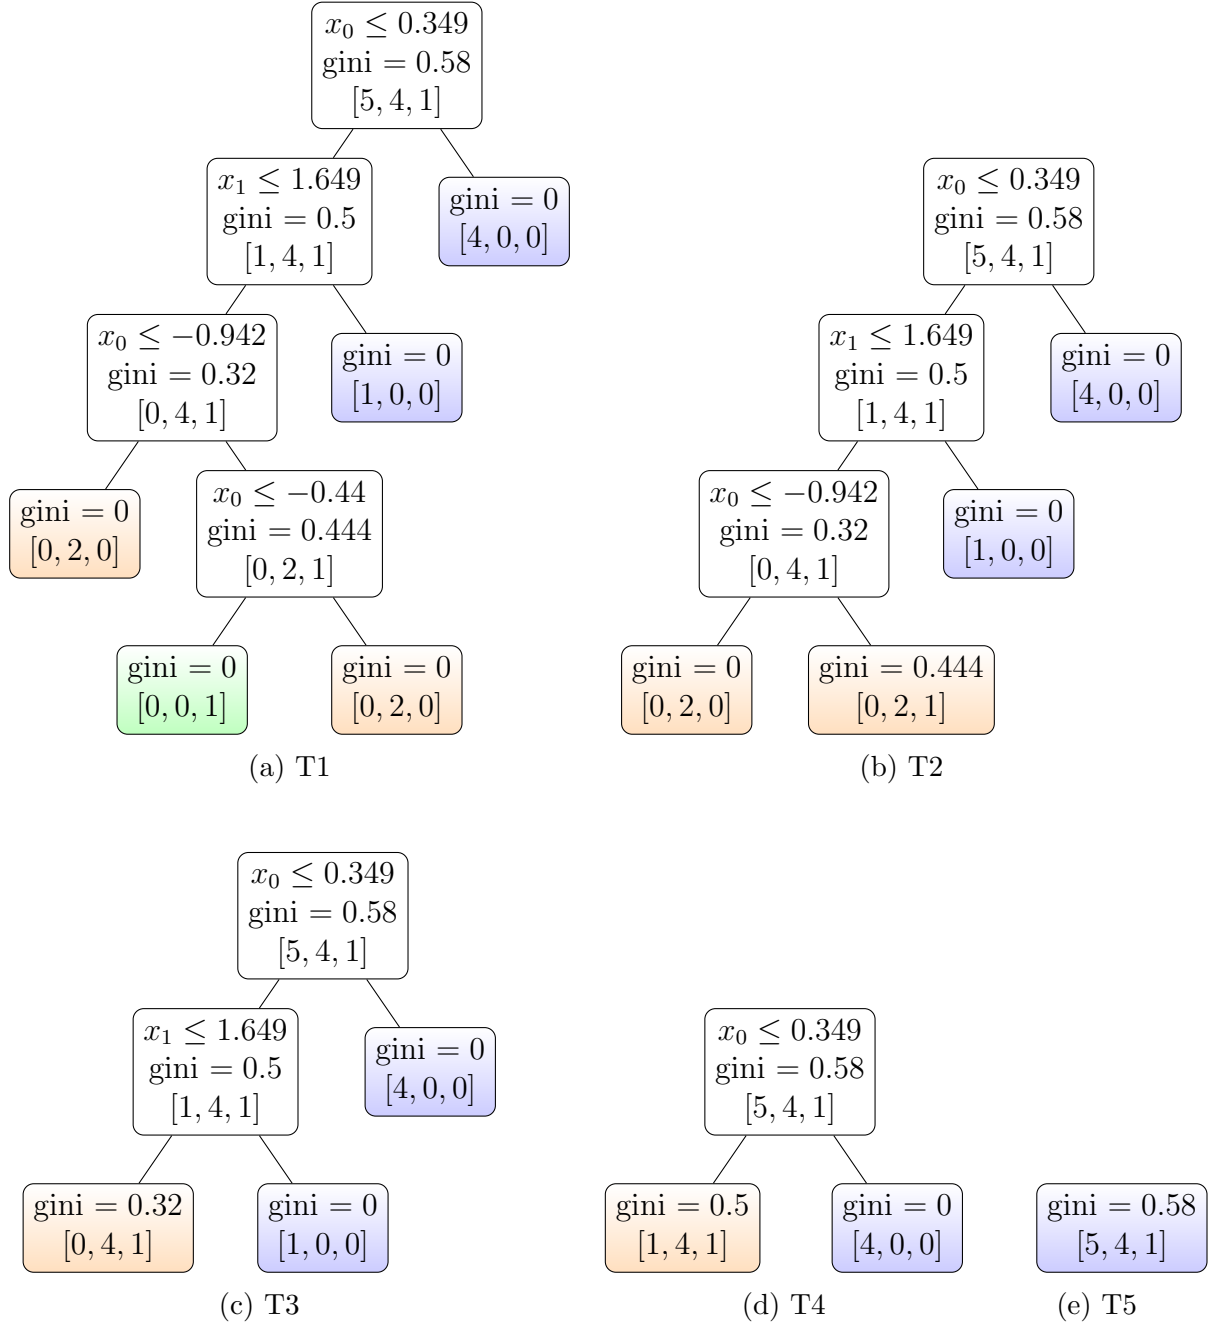 x₀ ≤ 0.349
gini = 0.58
[5, 4, 1]
x₁ ≤ 1.649
gini = 0.5
[1, 4, 1]
gini = 0
[4, 0, 0]
x₀ ≤ −0.942
gini = 0.32
[0, 4, 1]
gini = 0
[1, 0, 0]
gini = 0
[0, 2, 0]
x₀ ≤ −0.44
gini = 0.444
[0, 2, 1]
gini = 0
[0, 0, 1]
gini = 0
[0, 2, 0]
(a) T1
x₀ ≤ 0.349
gini = 0.58
[5, 4, 1]
x₁ ≤ 1.649
gini = 0.5
[1, 4, 1]
gini = 0
[4, 0, 0]
x₀ ≤ −0.942
gini = 0.32
[0, 4, 1]
gini = 0
[1, 0, 0]
gini = 0
[0, 2, 0]
gini = 0.444
[0, 2, 1]
(b) T2
x₀ ≤ 0.349
gini = 0.58
[5, 4, 1]
x₁ ≤ 1.649
gini = 0.5
[1, 4, 1]
gini = 0
[4, 0, 0]
gini = 0.32
[0, 4, 1]
gini = 0
[1, 0, 0]
(c) T3
x₀ ≤ 0.349
gini = 0.58
[5, 4, 1]
gini = 0.5
[1, 4, 1]
gini = 0
[4, 0, 0]
(d) T4
gini = 0.58
[5, 4, 1]
(e) T5